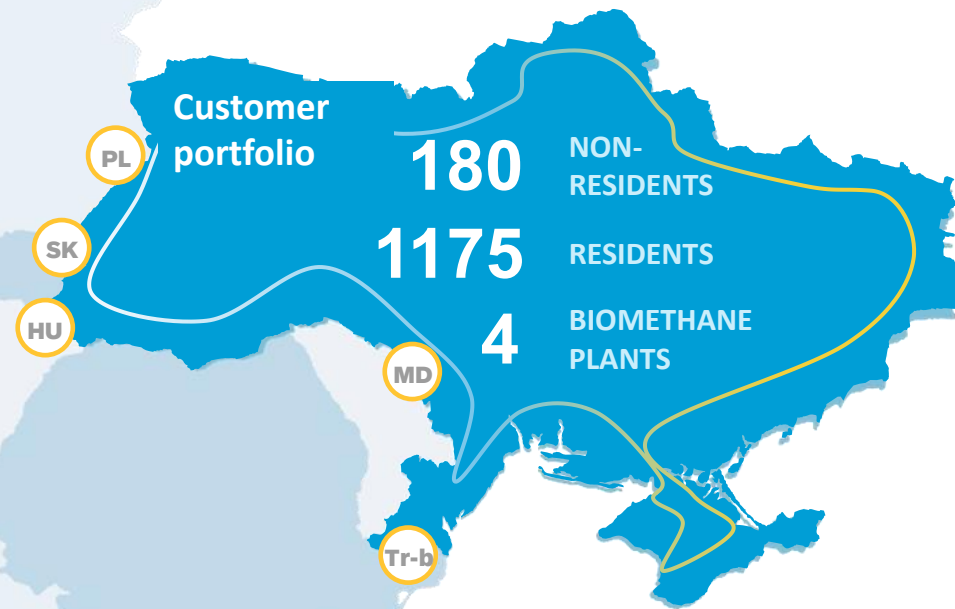 Customer
portfolio
PL
180
NON-
RESIDENTS
SK
1175
RESIDENTS
HU
4
BIOMETHANE
PLANTS
MD
Tr-b